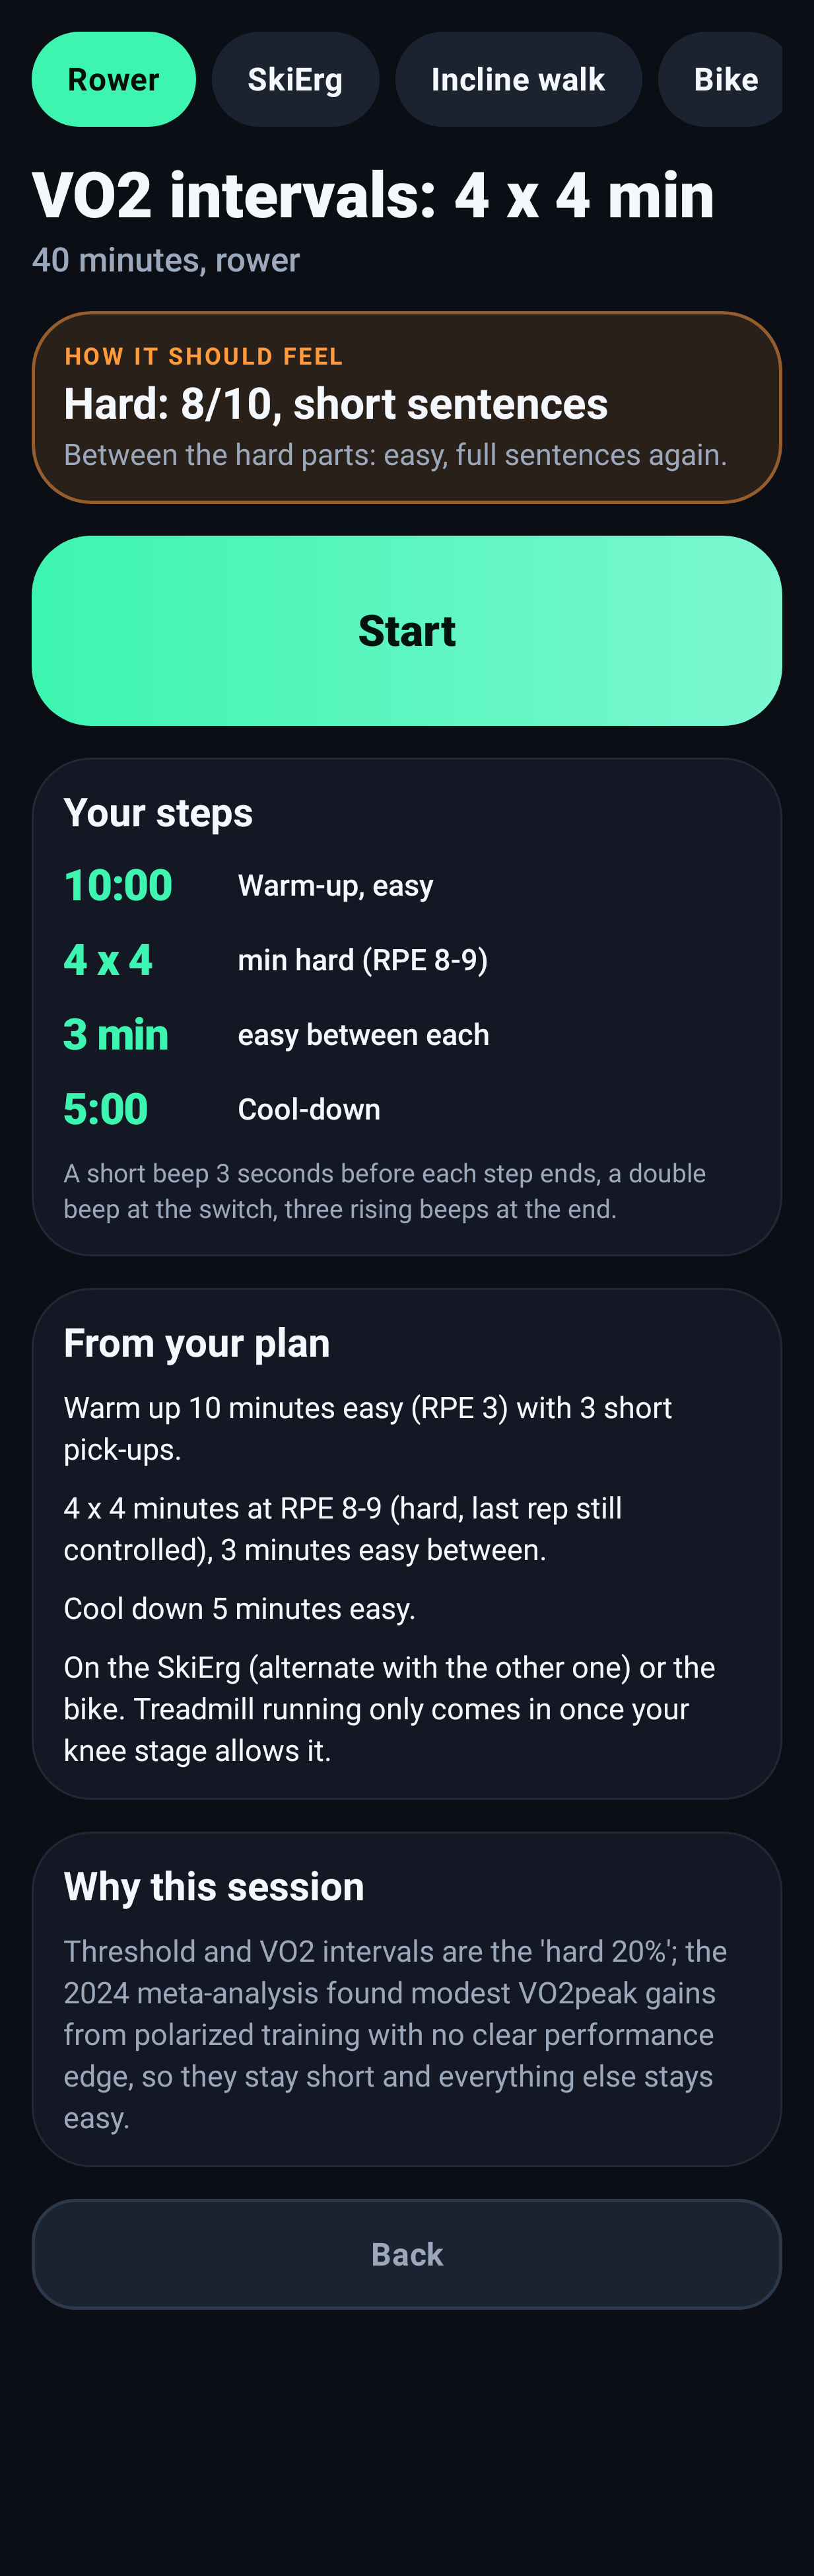 Rower
SkiErg
Incline walk
Bike
VO2 intervals: 4 x 4 min
40 minutes, rower
HOW IT SHOULD FEEL
Hard: 8/10, short sentences
Between the hard parts: easy, full sentences again.
Start
Your steps
10:00 Warm-up, easy
4 x 4 min hard (RPE 8-9)
3 min easy between each
5:00 Cool-down
A short beep 3 seconds before each step ends, a double
beep at the switch, three rising beeps at the end.
From your plan
Warm up 10 minutes easy (RPE 3) with 3 short
pick-ups.
4 x 4 minutes at RPE 8-9 (hard, last rep still
controlled), 3 minutes easy between.
Cool down 5 minutes easy.
On the SkiErg (alternate with the other one) or the
bike. Treadmill running only comes in once your
knee stage allows it.
Why this session
Threshold and VO2 intervals are the 'hard 20%'; the
2024 meta-analysis found modest VO2peak gains
from polarized training with no clear performance
edge, so they stay short and everything else stays
easy.
Back